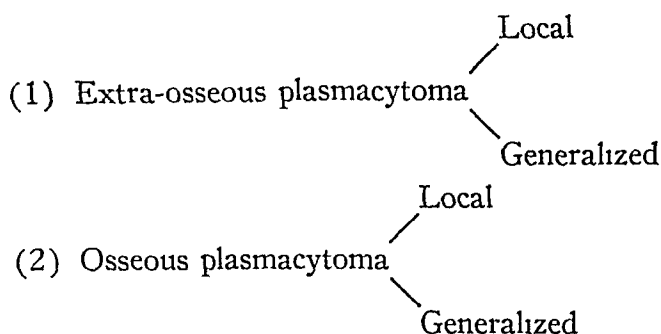 Local
(1) Extra-osseous plasmacytoma
Generalized
Local
(2) Osseous plasmacytoma
Generalized